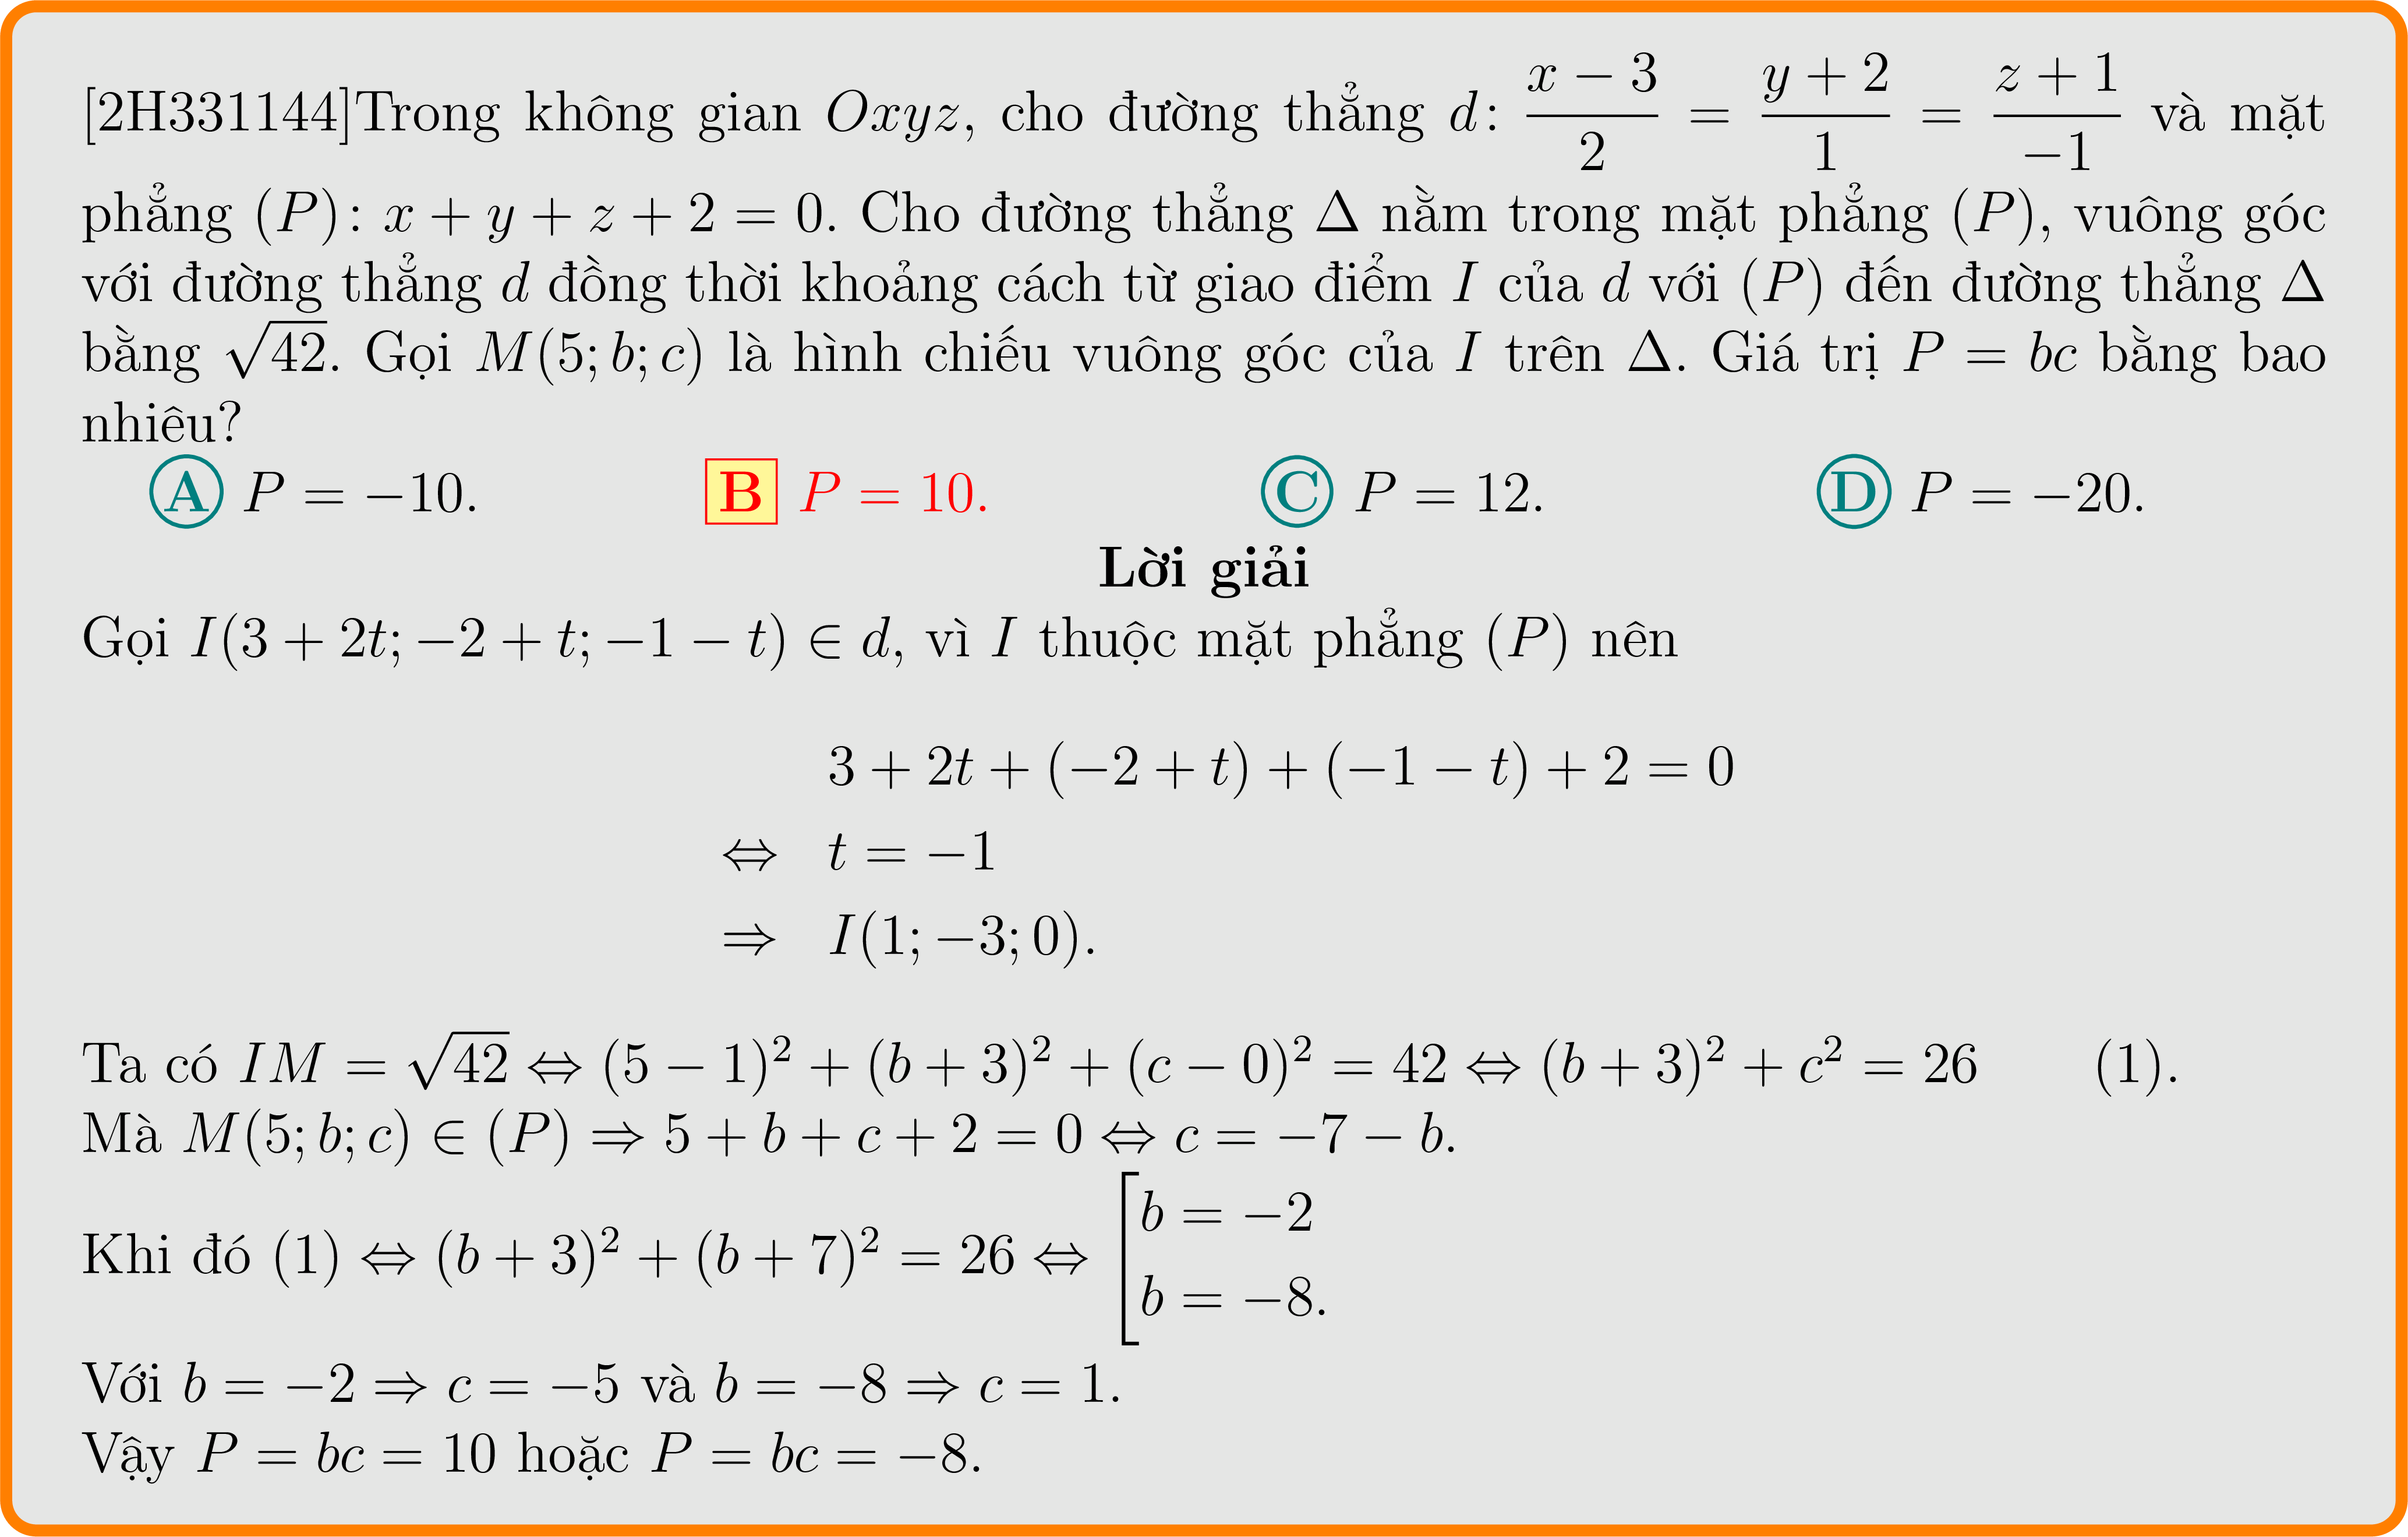 [2H331144]Trong không gian $Oxyz$, cho đường thẳng $d\colon \dfrac{x-3}{2} = \dfrac{y+2}{1} = \dfrac{z+1}{-1}$ và mặt
phẳng $(P)\colon x + y + z + 2 = 0$. Cho đường thẳng $\Delta$ nằm trong mặt phẳng $(P)$, vuông góc
với đường thẳng $d$ đồng thời khoảng cách từ giao điểm $I$ của $d$ với $(P)$ đến đường thẳng $\Delta$
bằng $\sqrt{42}$. Gọi $M(5; b; c)$ là hình chiếu vuông góc của $I$ trên $\Delta$. Giá trị $P = bc$ bằng bao
nhiêu?
A $P = -10$. B $P = 10$. C $P = 12$. D $P = -20$.
Lời giải
Gọi $I(3 + 2t; -2 + t; -1 - t) \in d$, vì $I$ thuộc mặt phẳng $(P)$ nên
$3 + 2t + (-2 + t) + (-1 - t) + 2 = 0$
$\Leftrightarrow t = -1$
$\Rightarrow I(1; -3; 0)$.
Ta có $IM = \sqrt{42} \Leftrightarrow (5 - 1)^2 + (b + 3)^2 + (c - 0)^2 = 42 \Leftrightarrow (b + 3)^2 + c^2 = 26$ (1).
Mà $M(5; b; c) \in (P) \Rightarrow 5 + b + c + 2 = 0 \Leftrightarrow c = -7 - b$.
Khi đó $(1) \Leftrightarrow (b + 3)^2 + (b + 7)^2 = 26 \Leftrightarrow \left[\begin{array}{l} b = -2 \\ b = -8. \end{array}\right.$
Với $b = -2 \Rightarrow c = -5$ và $b = -8 \Rightarrow c = 1$.
Vậy $P = bc = 10$ hoặc $P = bc = -8$.